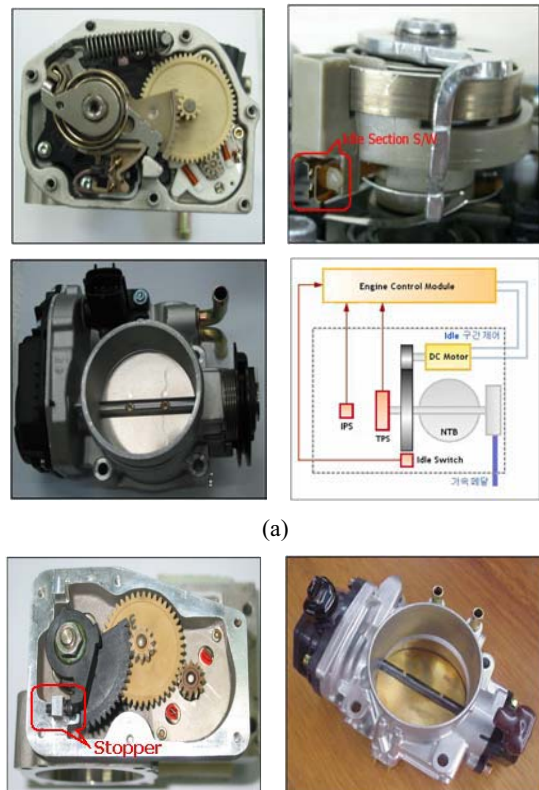 Idle Section S/W
Engine Control Module
Idle 구간 제어
DC Motor
IPS
TPS
NTB
Idle Switch
가속 페달
(a)
Stopper